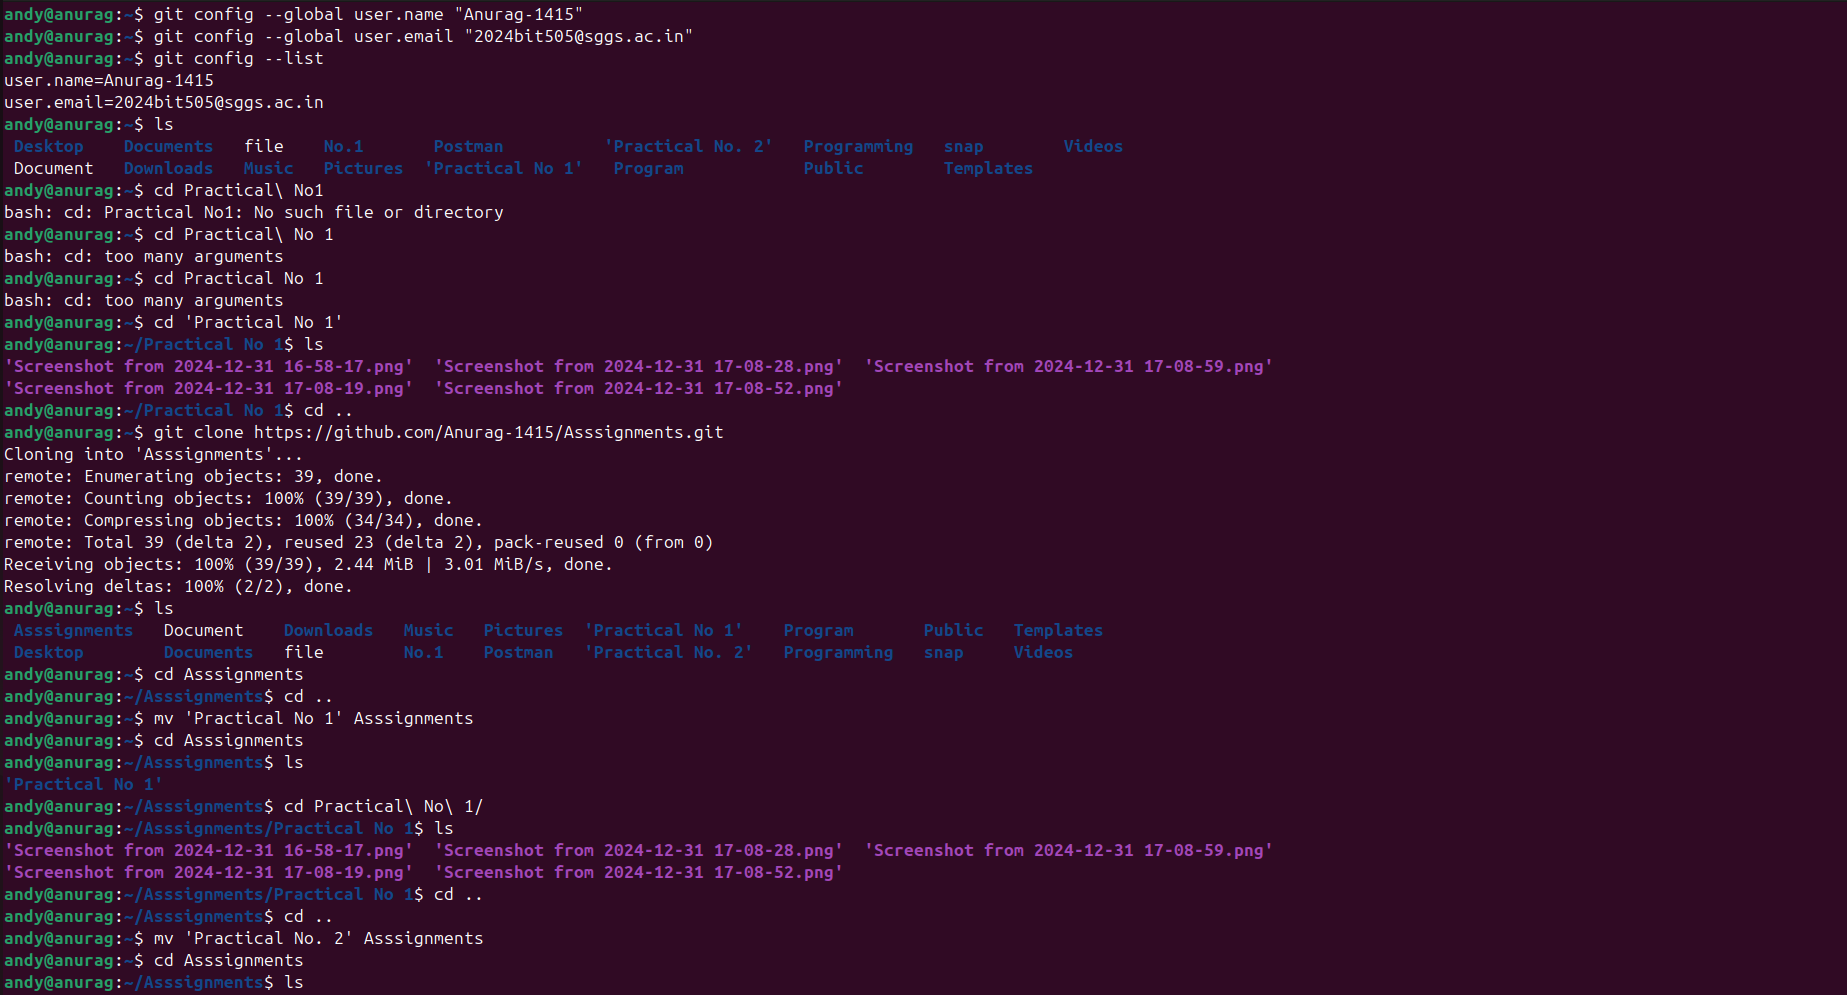 andy@anurag:~$ git config --global user.name "Anurag-1415"
andy@anurag:~$ git config --global user.email "2024bit505@sggs.ac.in"
andy@anurag:~$ git config --list
user.name=Anurag-1415
user.email=2024bit505@sggs.ac.in
andy@anurag:~$ ls
 Desktop    Documents   file    No.1       Postman          'Practical No. 2'   Programming   snap        Videos
 Document   Downloads   Music   Pictures  'Practical No 1'   Program            Public        Templates
andy@anurag:~$ cd Practical\ No1
bash: cd: Practical No1: No such file or directory
andy@anurag:~$ cd Practical\ No 1
bash: cd: too many arguments
andy@anurag:~$ cd Practical No 1
bash: cd: too many arguments
andy@anurag:~$ cd 'Practical No 1'
andy@anurag:~/Practical No 1$ ls
'Screenshot from 2024-12-31 16-58-17.png'  'Screenshot from 2024-12-31 17-08-28.png'  'Screenshot from 2024-12-31 17-08-59.png'
'Screenshot from 2024-12-31 17-08-19.png'  'Screenshot from 2024-12-31 17-08-52.png'
andy@anurag:~/Practical No 1$ cd ..
andy@anurag:~$ git clone https://github.com/Anurag-1415/Asssignments.git
Cloning into 'Asssignments'...
remote: Enumerating objects: 39, done.
remote: Counting objects: 100% (39/39), done.
remote: Compressing objects: 100% (34/34), done.
remote: Total 39 (delta 2), reused 23 (delta 2), pack-reused 0 (from 0)
Receiving objects: 100% (39/39), 2.44 MiB | 3.01 MiB/s, done.
Resolving deltas: 100% (2/2), done.
andy@anurag:~$ ls
 Asssignments   Document    Downloads   Music   Pictures  'Practical No 1'    Program       Public   Templates
 Desktop        Documents   file        No.1    Postman   'Practical No. 2'   Programming   snap     Videos
andy@anurag:~$ cd Asssignments
andy@anurag:~/Asssignments$ cd ..
andy@anurag:~$ mv 'Practical No 1' Asssignments
andy@anurag:~$ cd Asssignments
andy@anurag:~/Asssignments$ ls
'Practical No 1'
andy@anurag:~/Asssignments$ cd Practical\ No\ 1/
andy@anurag:~/Asssignments/Practical No 1$ ls
'Screenshot from 2024-12-31 16-58-17.png'  'Screenshot from 2024-12-31 17-08-28.png'  'Screenshot from 2024-12-31 17-08-59.png'
'Screenshot from 2024-12-31 17-08-19.png'  'Screenshot from 2024-12-31 17-08-52.png'
andy@anurag:~/Asssignments/Practical No 1$ cd ..
andy@anurag:~/Asssignments$ cd ..
andy@anurag:~$ mv 'Practical No. 2' Asssignments
andy@anurag:~$ cd Asssignments
andy@anurag:~/Asssignments$ ls